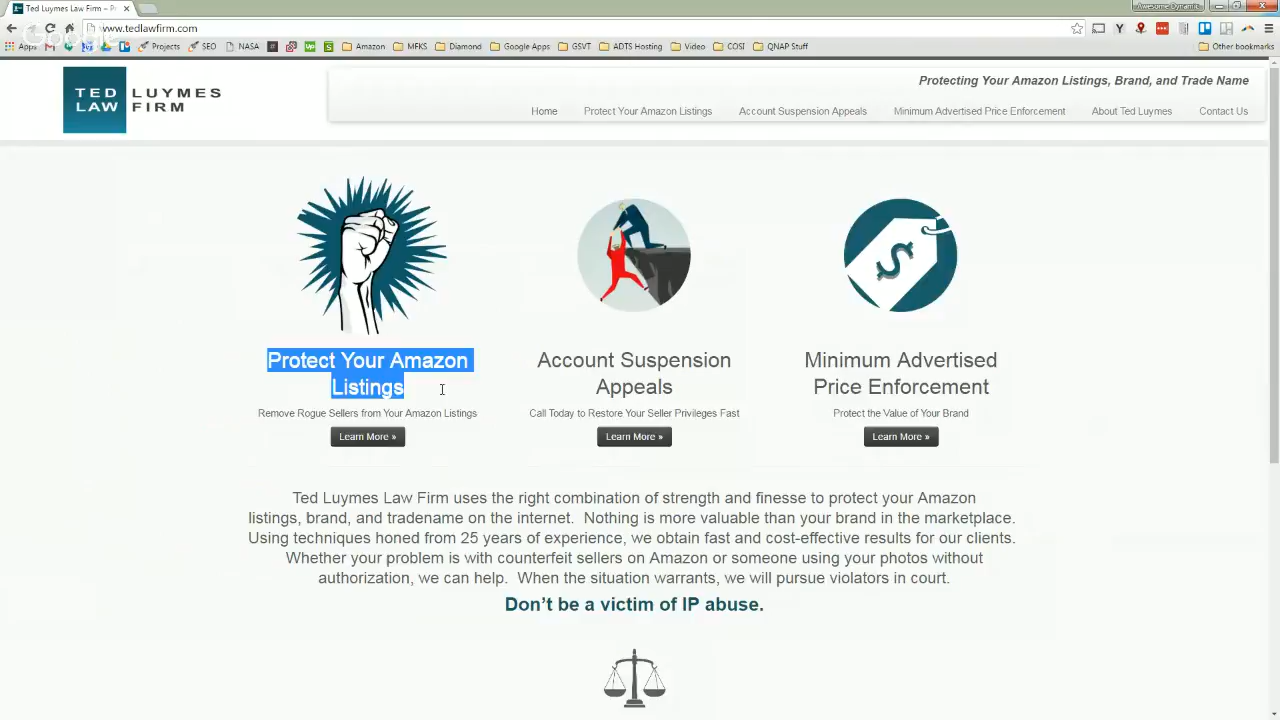 Ted Luymes Law Firm – P
Awesome Dynamic
www.tedlawfirm.com
Google
Apps
Projects
SEO
NASA
Amazon
MFKS
Diamond
Google Apps
GSVT
ADTS Hosting
Video
COSI
QNAP Stuff
Other bookmarks
TED LUYMES
LAW FIRM
Protecting Your Amazon Listings, Brand, and Trade Name
Home
Protect Your Amazon Listings
Account Suspension Appeals
Minimum Advertised Price Enforcement
About Ted Luymes
Contact Us
$
Protect Your Amazon
Listings
Remove Rogue Sellers from Your Amazon Listings
Learn More »
Account Suspension
Appeals
Call Today to Restore Your Seller Privileges Fast
Learn More »
Minimum Advertised
Price Enforcement
Protect the Value of Your Brand
Learn More »
Ted Luymes Law Firm uses the right combination of strength and finesse to protect your Amazon
listings, brand, and tradename on the internet. Nothing is more valuable than your brand in the marketplace.
Using techniques honed from 25 years of experience, we obtain fast and cost-effective results for our clients.
Whether your problem is with counterfeit sellers on Amazon or someone using your photos without
authorization, we can help. When the situation warrants, we will pursue violators in court.
Don't be a victim of IP abuse.